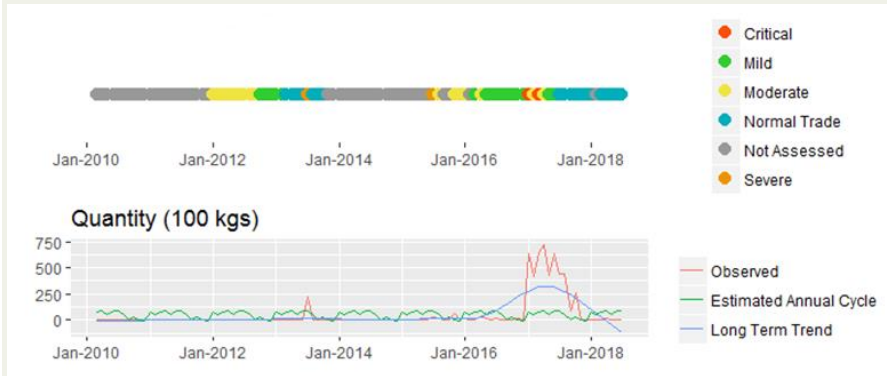 Critical
Mild
Moderate
Normal Trade
Not Assessed
Severe
Jan-2010 Jan-2012 Jan-2014 Jan-2016 Jan-2018
Quantity (100 kgs)
750
500
250
0
Jan-2010 Jan-2012 Jan-2014 Jan-2016 Jan-2018
Observed
Estimated Annual Cycle
Long Term Trend